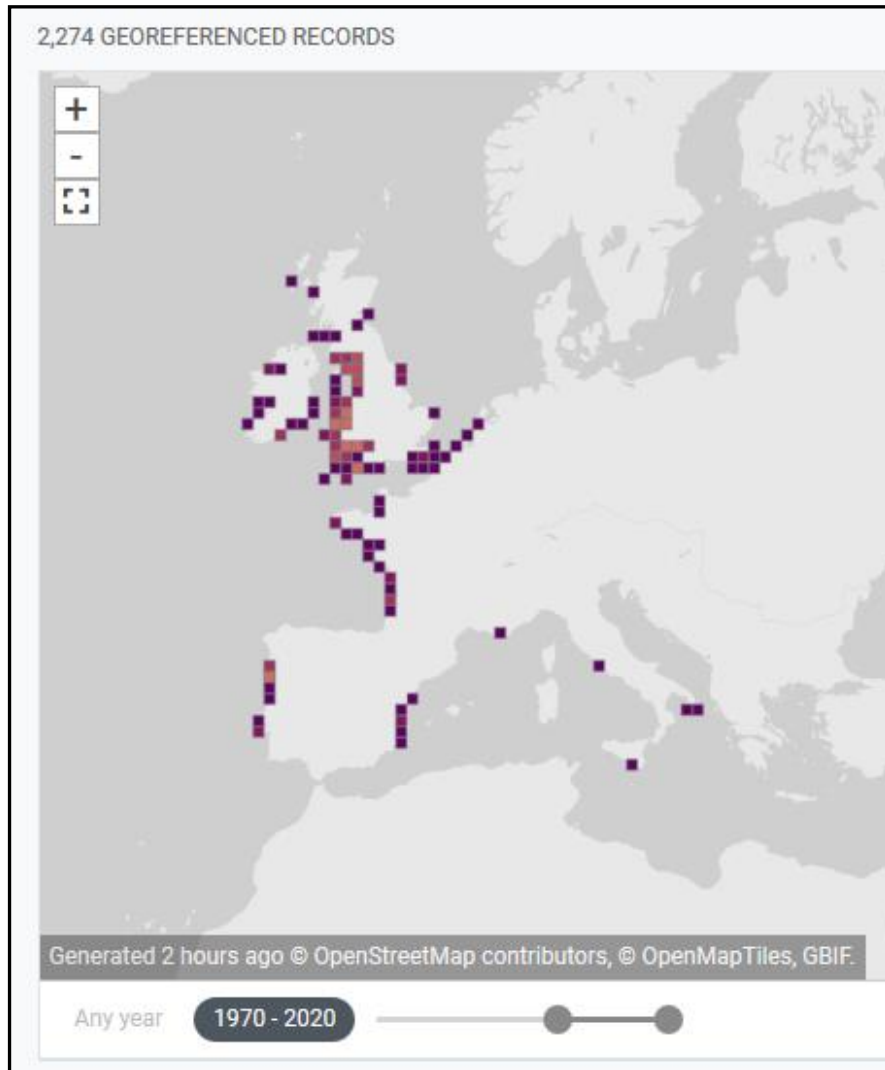 2,274 GEOREFERENCED RECORDS
+
-
Generated 2 hours ago © OpenStreetMap contributors, © OpenMapTiles, GBIF.
Any year 1970 - 2020